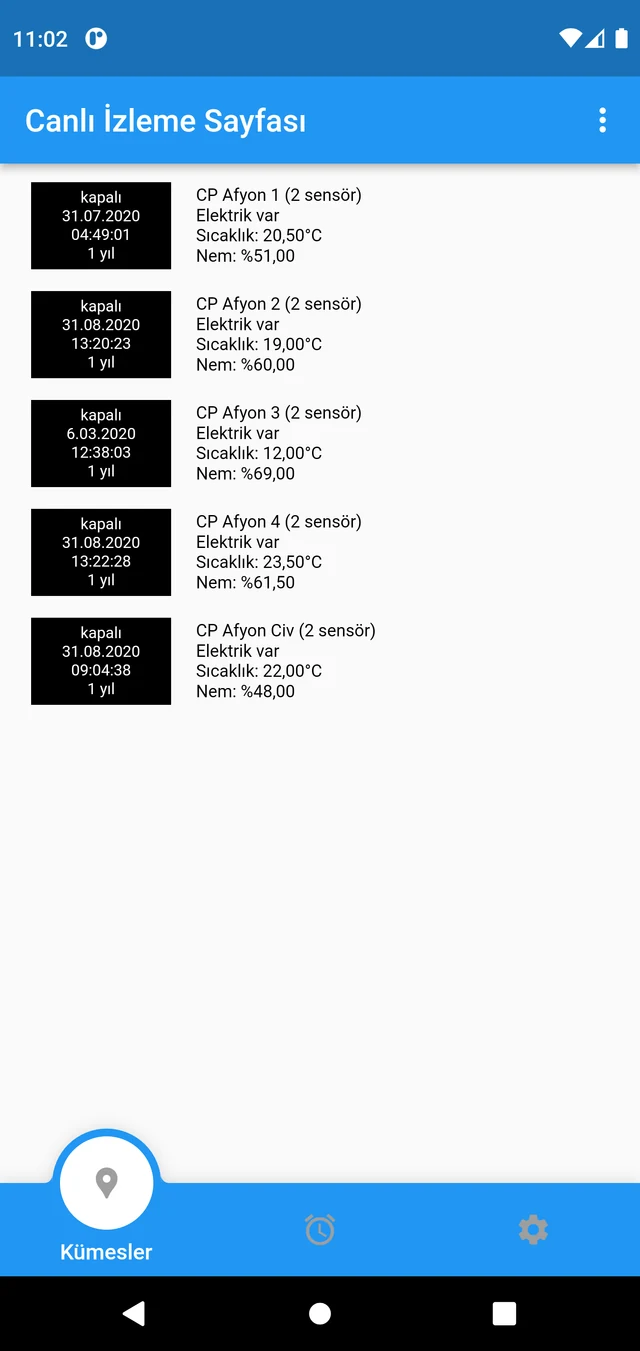 11:02
Canlı İzleme Sayfası
kapalı
31.07.2020
04:49:01
1 yıl
CP Afyon 1 (2 sensör)
Elektrik var
Sıcaklık: 20,50°C
Nem: %51,00
kapalı
31.08.2020
13:20:23
1 yıl
CP Afyon 2 (2 sensör)
Elektrik var
Sıcaklık: 19,00°C
Nem: %60,00
kapalı
6.03.2020
12:38:03
1 yıl
CP Afyon 3 (2 sensör)
Elektrik var
Sıcaklık: 12,00°C
Nem: %69,00
kapalı
31.08.2020
13:22:28
1 yıl
CP Afyon 4 (2 sensör)
Elektrik var
Sıcaklık: 23,50°C
Nem: %61,50
kapalı
31.08.2020
09:04:38
1 yıl
CP Afyon Civ (2 sensör)
Elektrik var
Sıcaklık: 22,00°C
Nem: %48,00
Kümesler